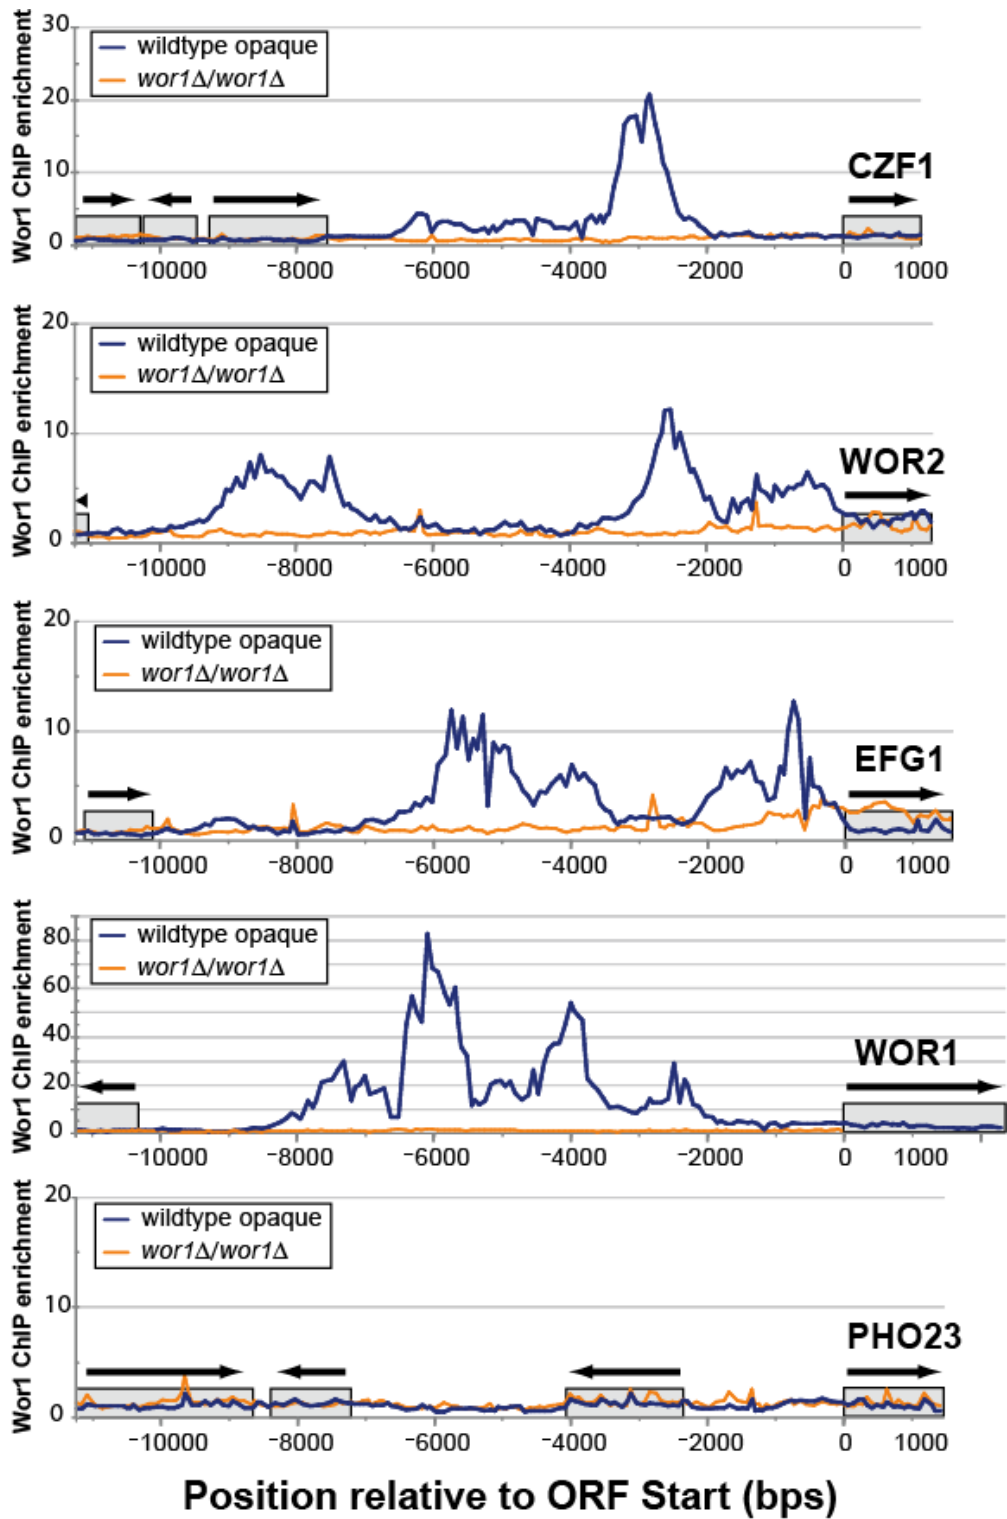 Wor1 ChIP enrichment
30
20
10
0
wildtype opaque
wor1Δ/wor1Δ
CZF1
−10000 −8000 −6000 −4000 −2000 0 1000
Wor1 ChIP enrichment
20
10
0
wildtype opaque
wor1Δ/wor1Δ
WOR2
−10000 −8000 −6000 −4000 −2000 0 1000
Wor1 ChIP enrichment
20
10
0
wildtype opaque
wor1Δ/wor1Δ
EFG1
−10000 −8000 −6000 −4000 −2000 0 1000
Wor1 ChIP enrichment
80
60
40
20
0
wildtype opaque
wor1Δ/wor1Δ
WOR1
−10000 −8000 −6000 −4000 −2000 0 1000
Wor1 ChIP enrichment
20
10
0
wildtype opaque
wor1Δ/wor1Δ
PHO23
−10000 −8000 −6000 −4000 −2000 0 1000
Position relative to ORF Start (bps)